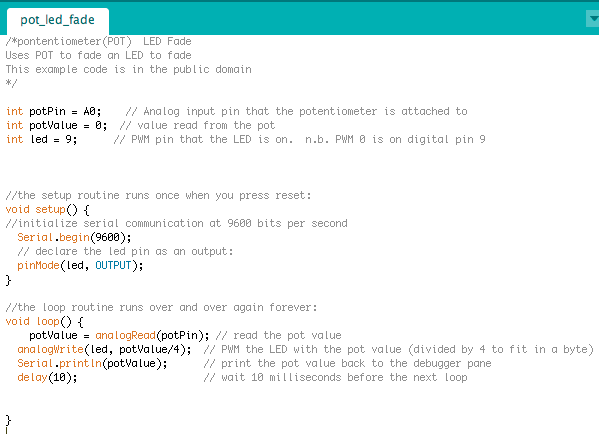 pot_led_fade
/*pontentiometer(POT)  LED Fade
Uses POT to fade an LED to fade
This example code is in the public domain
*/
int potPin = A0;    // Analog input pin that the potentiometer is attached to
int potValue = 0;  // value read from the pot
int led = 9;      // PWM pin that the LED is on.  n.b. PWM 0 is on digital pin 9
//the setup routine runs once when you press reset:
void setup() {
//initialize serial communication at 9600 bits per second
  Serial.begin(9600);
  // declare the led pin as an output:
  pinMode(led, OUTPUT);
}
//the loop routine runs over and over again forever:
void loop() {
    potValue = analogRead(potPin); // read the pot value
  analogWrite(led, potValue/4);  // PWM the LED with the pot value (divided by 4 to fit in a byte)
  Serial.println(potValue);      // print the pot value back to the debugger pane
  delay(10);                     // wait 10 milliseconds before the next loop
}